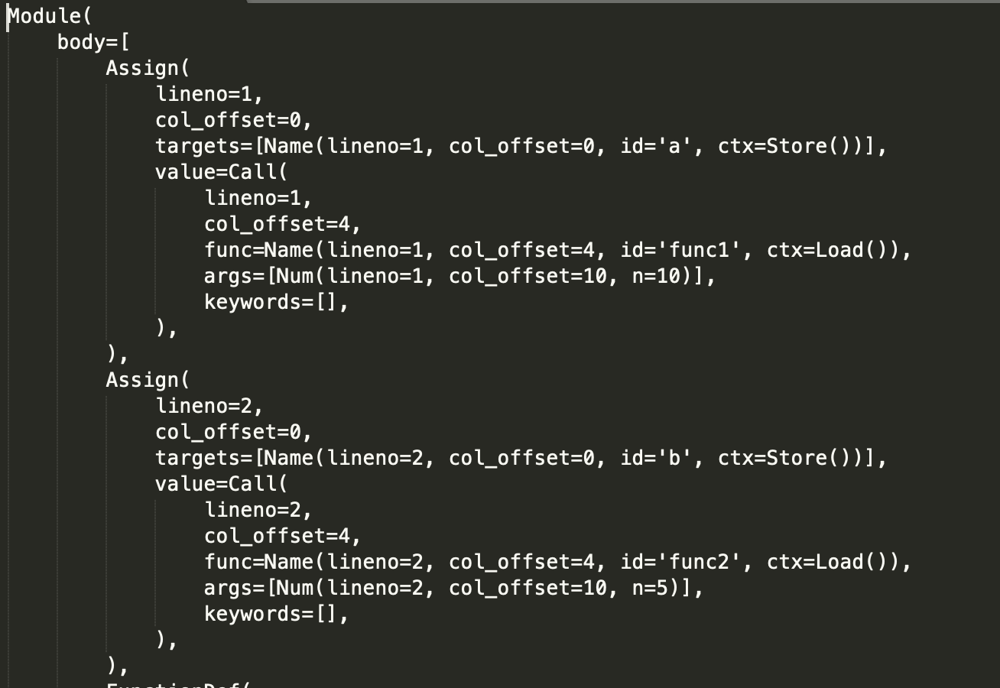 Module(
    body=[
        Assign(
            lineno=1,
            col_offset=0,
            targets=[Name(lineno=1, col_offset=0, id='a', ctx=Store())],
            value=Call(
                lineno=1,
                col_offset=4,
                func=Name(lineno=1, col_offset=4, id='func1', ctx=Load()),
                args=[Num(lineno=1, col_offset=10, n=10)],
                keywords=[],
            ),
        ),
        Assign(
            lineno=2,
            col_offset=0,
            targets=[Name(lineno=2, col_offset=0, id='b', ctx=Store())],
            value=Call(
                lineno=2,
                col_offset=4,
                func=Name(lineno=2, col_offset=4, id='func2', ctx=Load()),
                args=[Num(lineno=2, col_offset=10, n=5)],
                keywords=[],
            ),
        ),
        FunctionDef(